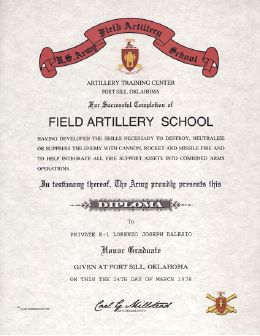 U.S. Army Field Artillery School
ARTILLERY TRAINING CENTER
FORT SILL, OKLAHOMA
For Successful Completion of
FIELD ARTILLERY SCHOOL
HAVING DEVELOPED THE SKILLS NECESSARY TO DESTROY, NEUTRALIZE
OR SUPPRESS THE ENEMY WITH CANNON, ROCKET AND MISSILE FIRE AND
TO HELP INTEGRATE ALL FIRE SUPPORT ASSETS INTO COMBINED ARMS
OPERATIONS.
In testimony thereof, The Army proudly presents this
DIPLOMA
TO
PRIVATE E-1 LORENZO JOSEPH DALESIO
Honor Graduate
GIVEN AT FORT SILL, OKLAHOMA
ON THIS THE 24TH DAY OF MARCH 1978